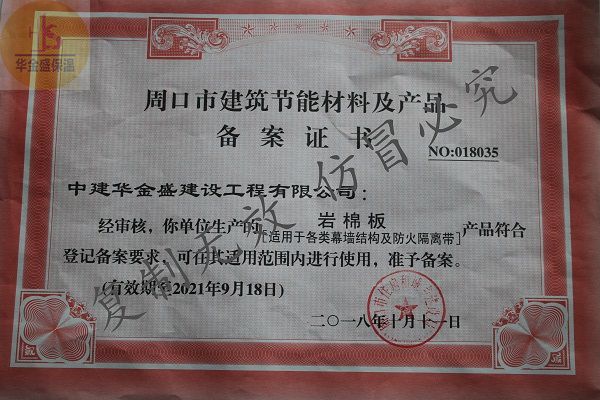 华金盛保温
周口市建筑节能材料及产品
备案证书
NO:018035
中建华金盛建设工程有限公司:
经审核，你单位生产的 岩棉板 产品符合
[适用于各类幕墙结构及防火隔离带]
登记备案要求，可在其适用范围内进行使用，准予备案。
(有效期至2021年9月18日)
二〇一八年十月十一日
复制无效 仿冒必究